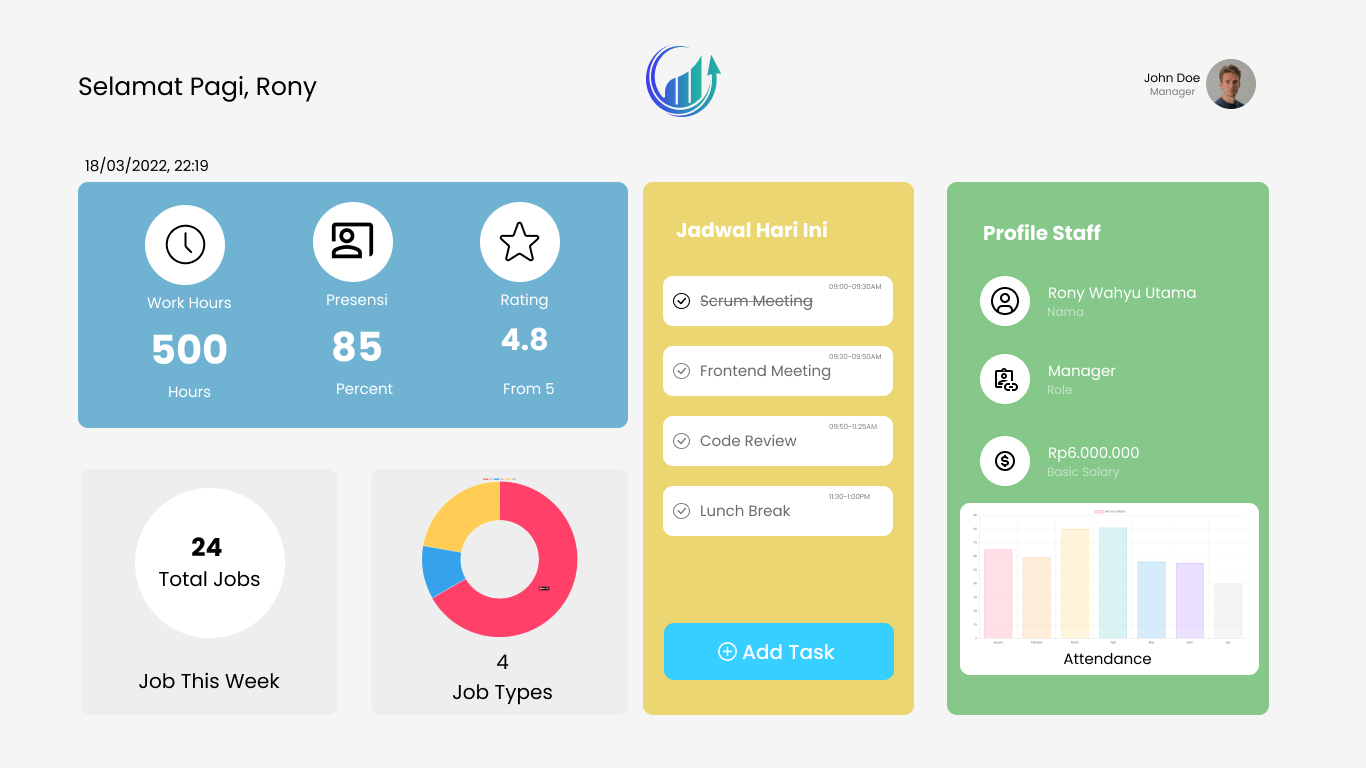 Selamat Pagi, Rony
John Doe
Manager
18/03/2022, 22:19
Work Hours
500
Hours
Presensi
85
Percent
Rating
4.8
From 5
24
Total Jobs
Job This Week
4
Job Types
Jadwal Hari Ini
09:00-09:30AM
Scrum Meeting
09:30-09:50AM
Frontend Meeting
09:50-11:25AM
Code Review
11:30-1:00PM
Lunch Break
Add Task
Profile Staff
Rony Wahyu Utama
Nama
Manager
Role
Rp6.000.000
Basic Salary
Attendance